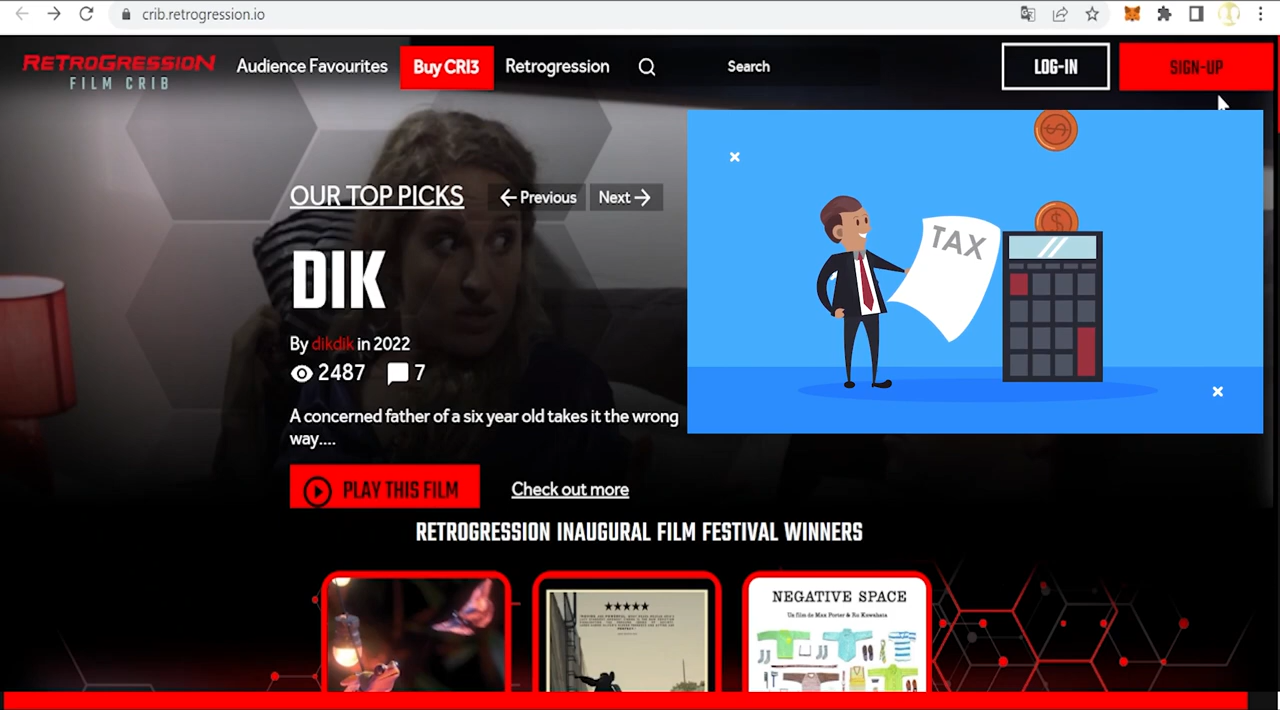 crib.retrogression.io
RETROGRESSION
FILM CRIB
Audience Favourites
Buy CRI3
Retrogression
Search
LOG-IN
SIGN-UP
OUR TOP PICKS
Previous
Next
DIK
By dikdik in 2022
2487
7
A concerned father of a six year old takes it the wrong
way....
PLAY THIS FILM
Check out more
TAX
RETROGRESSION INAUGURAL FILM FESTIVAL WINNERS
NEGATIVE SPACE
Un film de Max Porter & Ru Kuwahata